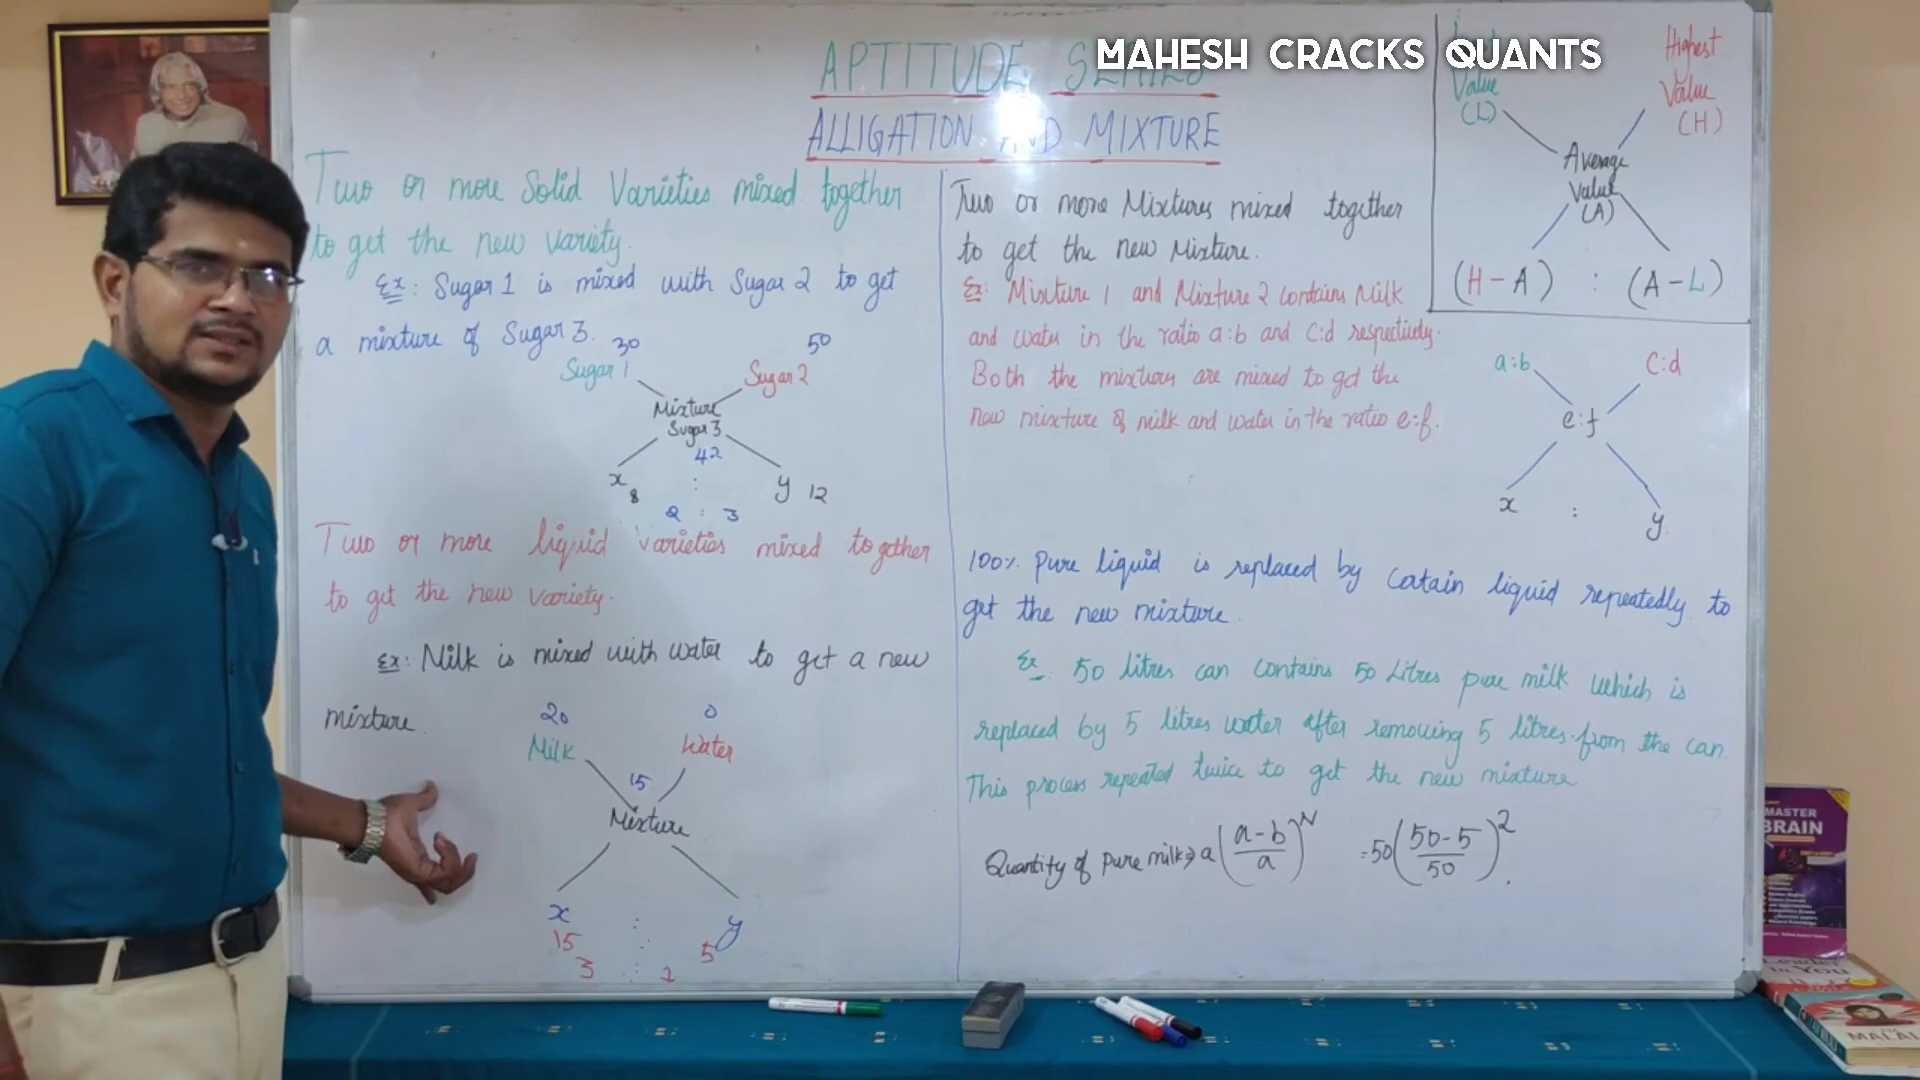 MAHESH CRACKS QUANTS
APTITUDE
ALLIGATION AND MIXTURE
Two or more Solid Varieties mixed together
to get the new variety.
Ex: Sugar 1 is mixed with Sugar 2 to get
a mixture of Sugar 3.
30
50
Sugar 1
Sugar 2
Mixture
Sugar 3
42
x : y
8 12
2 : 3
Two or more liquid varieties mixed together
to get the new variety.
Ex: Milk is mixed with water to get a new
mixture.
20
0
Milk
Water
15
Mixture
x : y
15 : 5
3 : 1
Value
(L)
Highest
Value
(H)
Average
Value
(A)
(H-A) : (A-L)
Two or more Mixtures mixed together
to get the new Mixture.
Ex: Mixture 1 and Mixture 2 contains Milk
and water in the ratio a:b and C:d respectively.
Both the mixtures are mixed to get the
new mixture of milk and water in the ratio e:f.
a:b
C:d
e:f
x : y
100% pure liquid is replaced by certain liquid repeatedly to
get the new mixture.
Ex. 50 litres can contains 50 Litres pure milk which is
replaced by 5 litres water after removing 5 litres from the can.
This process repeated twice to get the new mixture
Quantity of pure milk ⇒ a((a-b)/a)^N = 50((50-5)/50)^2.
MASTER
BRAIN
Leader
in You
MALAL